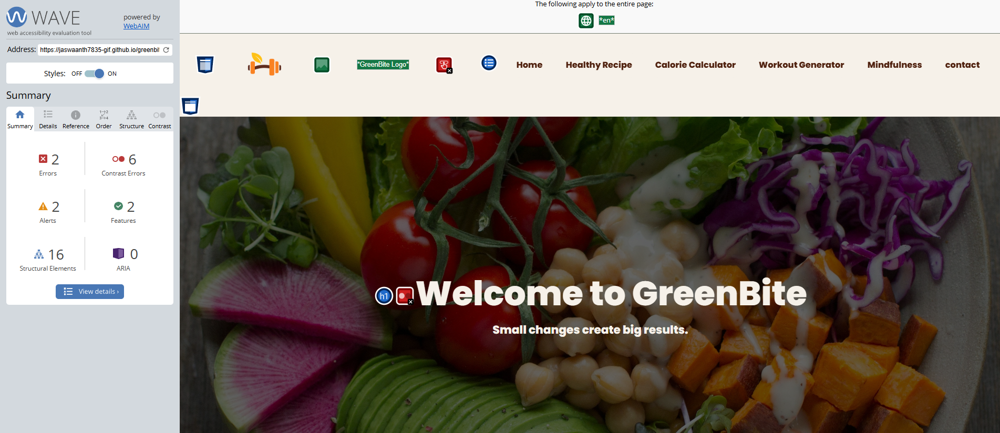 WAVE
web accessibility evaluation tool
powered by
WebAIM
Address: https://jaswaanth7835-gif.github.io/greenbit
Styles: OFF ON
Summary
Summary Details Reference Order Structure Contrast
2
Errors
6
Contrast Errors
2
Alerts
2
Features
16
Structural Elements
0
ARIA
View details ›
The following apply to the entire page:
*en*
*GreenBite Logo*
Home Healthy Recipe Calorie Calculator Workout Generator Mindfulness contact
h1 Welcome to GreenBite
Small changes create big results.